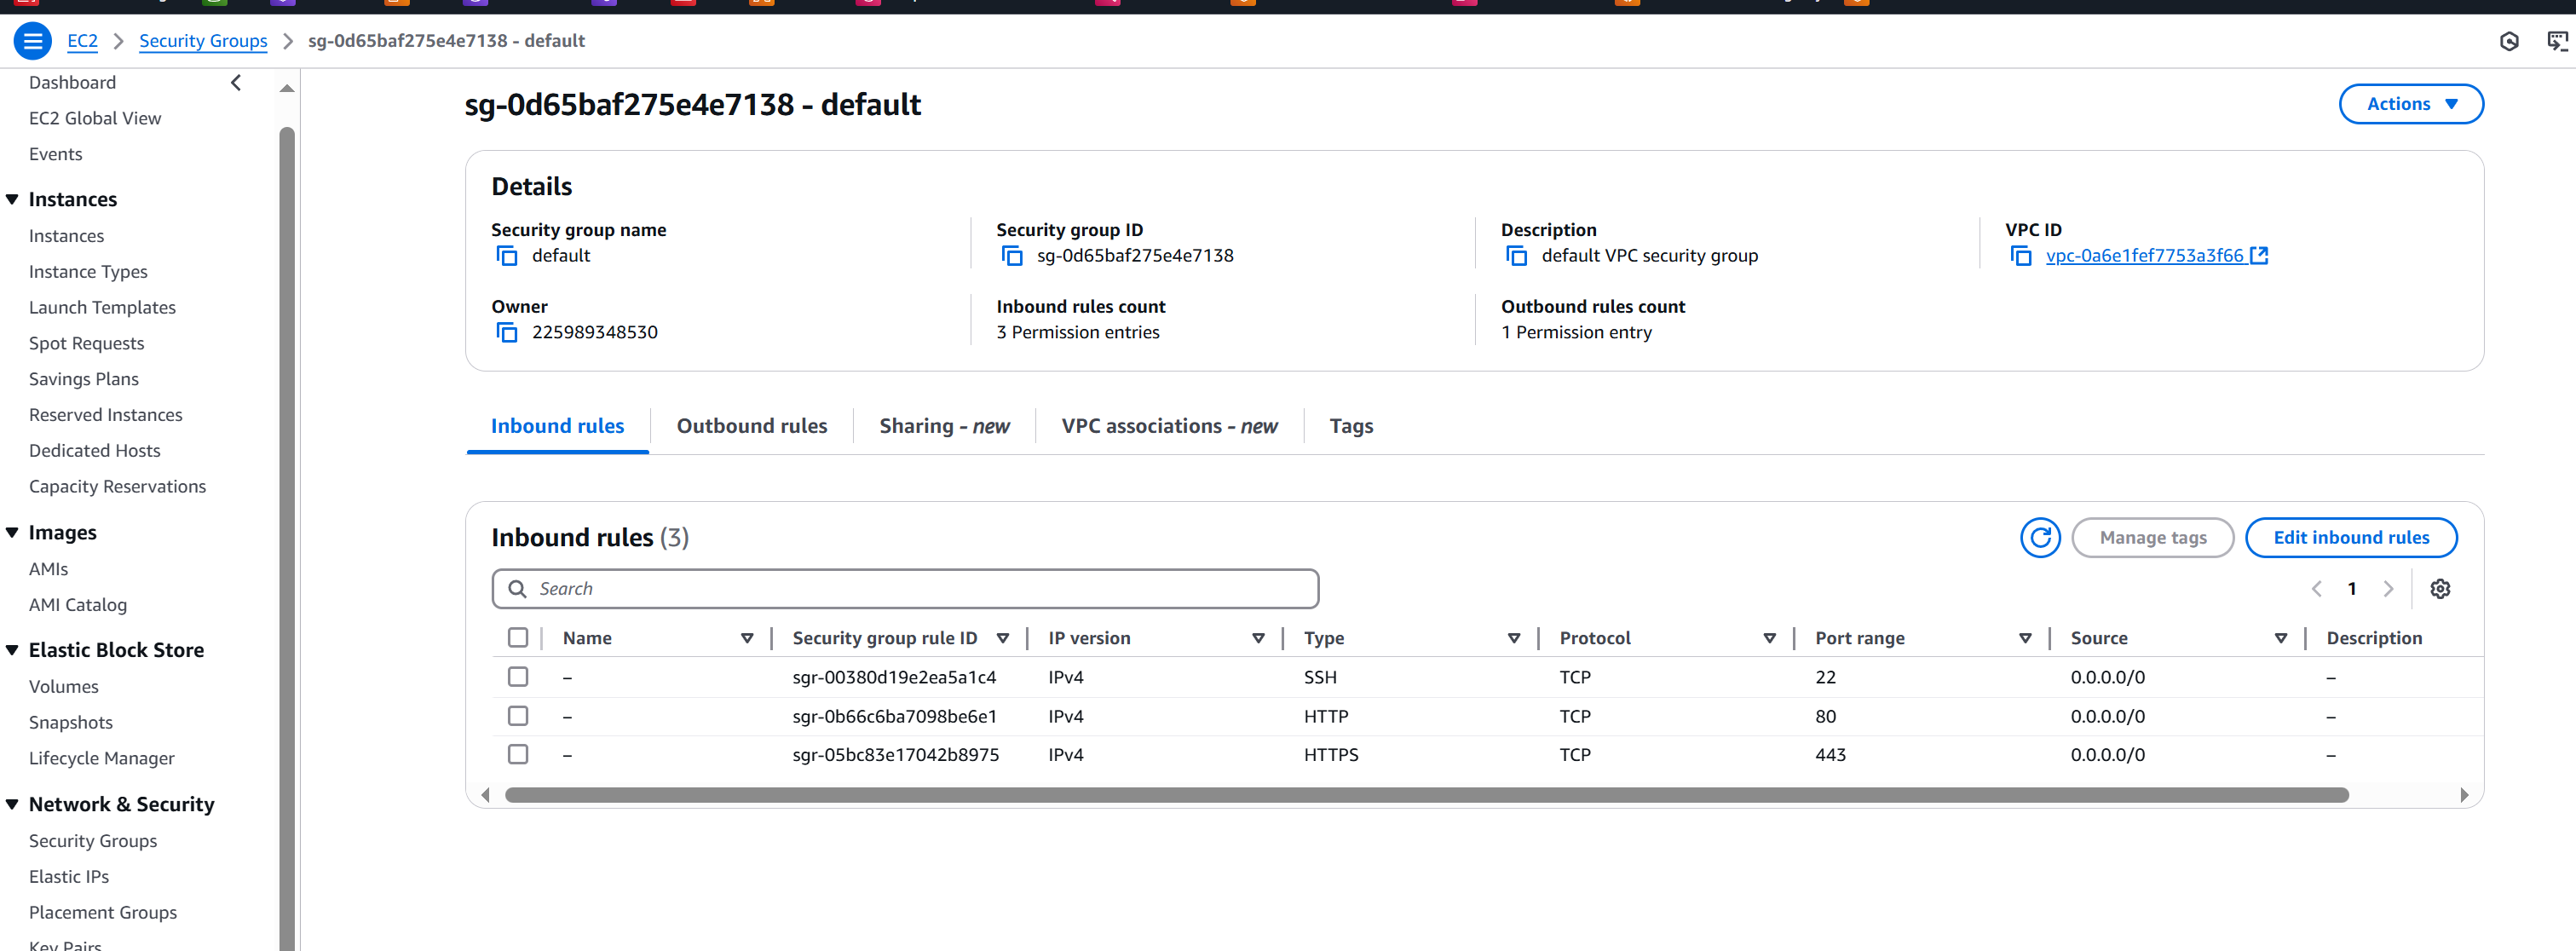 EC2 > Security Groups > sg-0d65baf275e4e7138 - default
Dashboard
EC2 Global View
Events
Instances
Instances
Instance Types
Launch Templates
Spot Requests
Savings Plans
Reserved Instances
Dedicated Hosts
Capacity Reservations
Images
AMIs
AMI Catalog
Elastic Block Store
Volumes
Snapshots
Lifecycle Manager
Network & Security
Security Groups
Elastic IPs
Placement Groups
Key Pairs
sg-0d65baf275e4e7138 - default
Actions
Details
Security group name
default
Security group ID
sg-0d65baf275e4e7138
Description
default VPC security group
VPC ID
vpc-0a6e1fef7753a3f66
Owner
225989348530
Inbound rules count
3 Permission entries
Outbound rules count
1 Permission entry
Inbound rules
Outbound rules
Sharing - new
VPC associations - new
Tags
Inbound rules (3)
Manage tags
Edit inbound rules
Search
1
Name Security group rule ID IP version Type Protocol Port range Source Description
– sgr-00380d19e2ea5a1c4 IPv4 SSH TCP 22 0.0.0.0/0 –
– sgr-0b66c6ba7098be6e1 IPv4 HTTP TCP 80 0.0.0.0/0 –
– sgr-05bc83e17042b8975 IPv4 HTTPS TCP 443 0.0.0.0/0 –